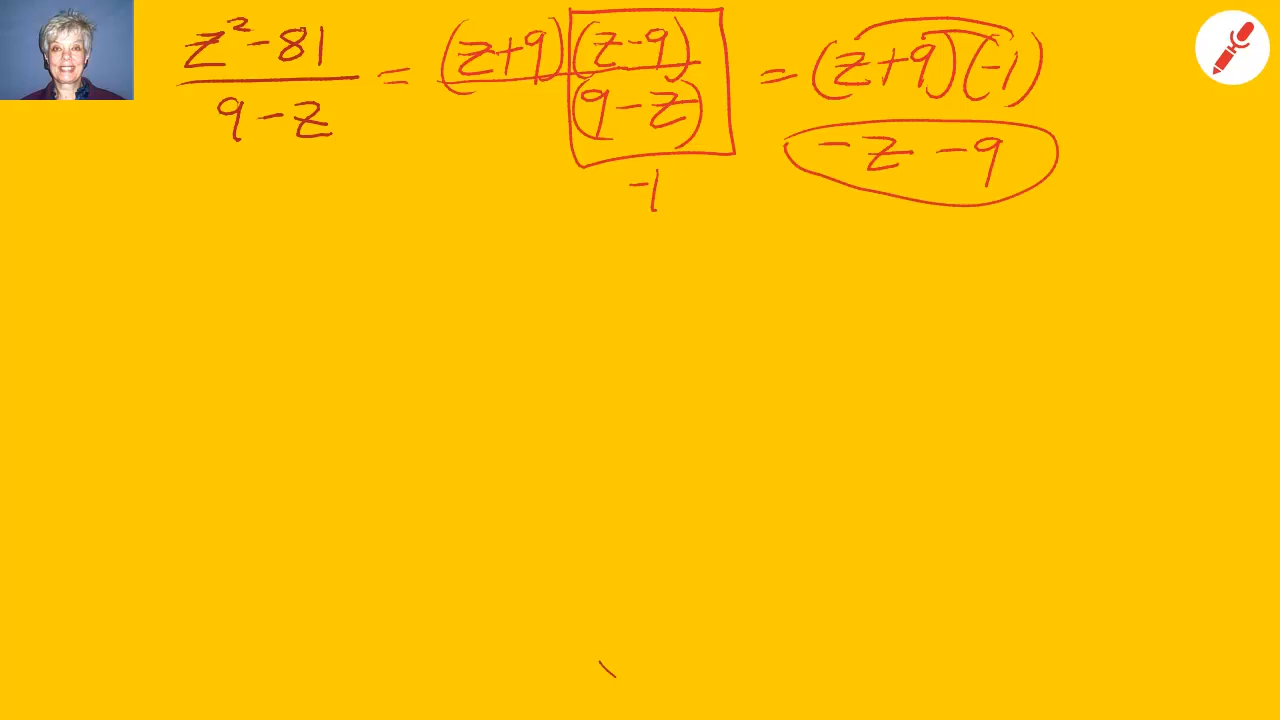 z² - 81 / 9 - z = (z+9)(z-9) / (9-z) = (z+9)(-1)
-z - 9
-1